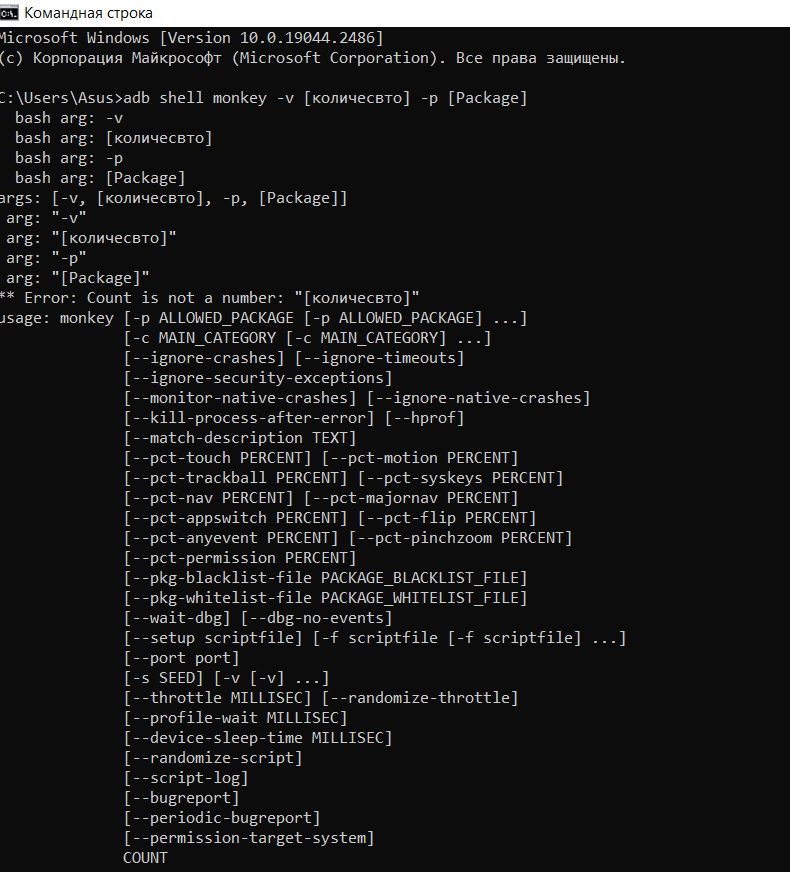 Командная строка
Microsoft Windows [Version 10.0.19044.2486]
(c) Корпорация Майкрософт (Microsoft Corporation). Все права защищены.
C:\Users\Asus>adb shell monkey -v [количесвто] -p [Package]
bash arg: -v
bash arg: [количесвто]
bash arg: -p
bash arg: [Package]
args: [-v, [количесвто], -p, [Package]]
arg: "-v"
arg: "[количесвто]"
arg: "-p"
arg: "[Package]"
** Error: Count is not a number: "[количесвто]"
usage: monkey [-p ALLOWED_PACKAGE [-p ALLOWED_PACKAGE] ...]
[-c MAIN_CATEGORY [-c MAIN_CATEGORY] ...]
[--ignore-crashes] [--ignore-timeouts]
[--ignore-security-exceptions]
[--monitor-native-crashes] [--ignore-native-crashes]
[--kill-process-after-error] [--hprof]
[--match-description TEXT]
[--pct-touch PERCENT] [--pct-motion PERCENT]
[--pct-trackball PERCENT] [--pct-syskeys PERCENT]
[--pct-nav PERCENT] [--pct-majornav PERCENT]
[--pct-appswitch PERCENT] [--pct-flip PERCENT]
[--pct-anyevent PERCENT] [--pct-pinchzoom PERCENT]
[--pct-permission PERCENT]
[--pkg-blacklist-file PACKAGE_BLACKLIST_FILE]
[--pkg-whitelist-file PACKAGE_WHITELIST_FILE]
[--wait-dbg] [--dbg-no-events]
[--setup scriptfile] [-f scriptfile [-f scriptfile] ...]
[--port port]
[-s SEED] [-v [-v] ...]
[--throttle MILLISEC] [--randomize-throttle]
[--profile-wait MILLISEC]
[--device-sleep-time MILLISEC]
[--randomize-script]
[--script-log]
[--bugreport]
[--periodic-bugreport]
[--permission-target-system]
COUNT